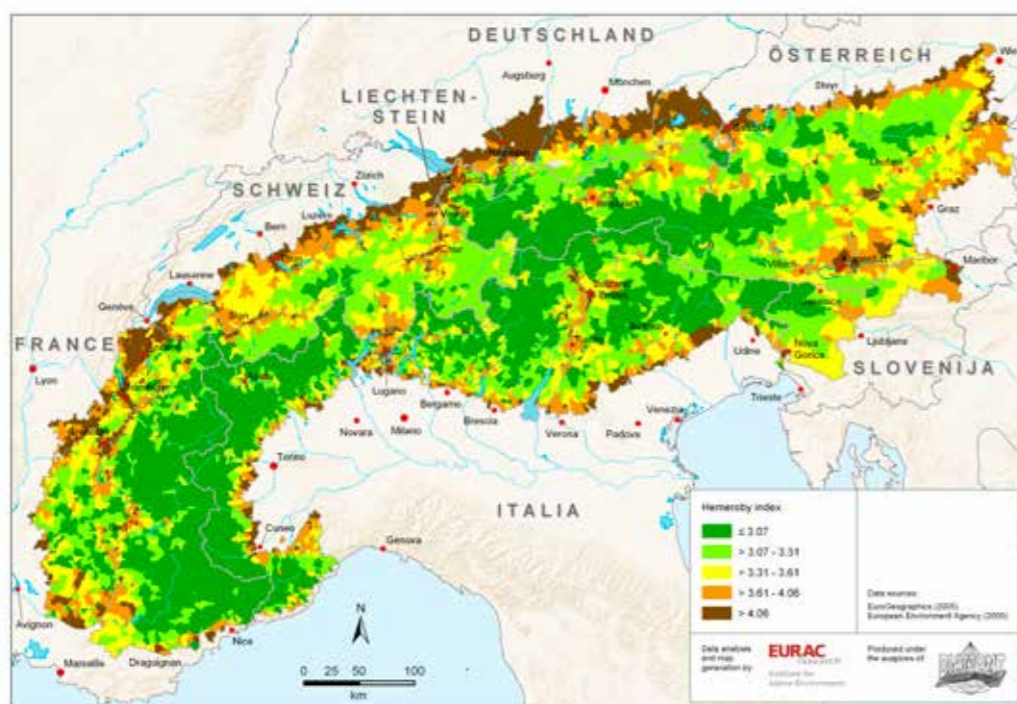 DEUTSCHLAND
ÖSTERREICH
Augsburg
München
Wie
Steyr
LIECHTEN-
STEIN
Zürich
SCHWEIZ
Luzern
Bern
Graz
Lausanne
Maribor
Genève
FRANCE
Lyon
Udine
Nova
Gorica
Ljubljana
SLOVENIJA
Trieste
Lugano
Bergamo
Brescia
Novara
Milano
Verona
Padova
Venezia
Torino
ITALIA
Cuneo
Genova
Avignon
Nice
Marseille
Draguignan
N
0 25 50 100
km
Hemeroby index
≤ 3.07
> 3.07 - 3.31
> 3.31 - 3.61
> 3.61 - 4.06
> 4.06
Data sources:
EuroGeographics (2005)
European Environment Agency (2005)
Data analysis
and map
generation by
EURAC
research
Institute for
Alpine Environment
Produced under
the auspices of
DIAMONT